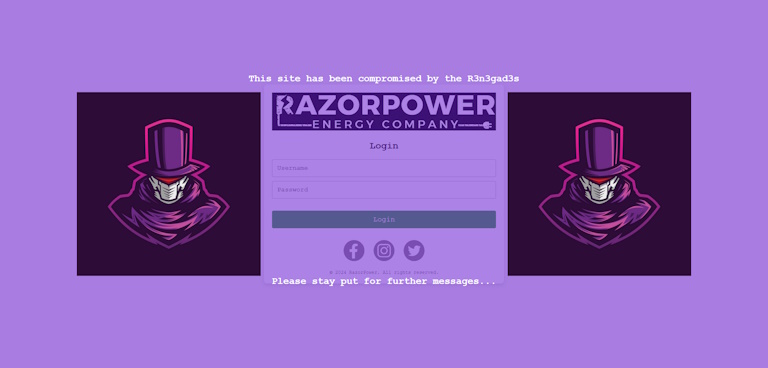 This site has been compromised by the R3n3gad3s
RAZORPOWER
ENERGY COMPANY
Login
Username
Password
Login
© 2024 RazorPower. All rights reserved.
Please stay put for further messages...